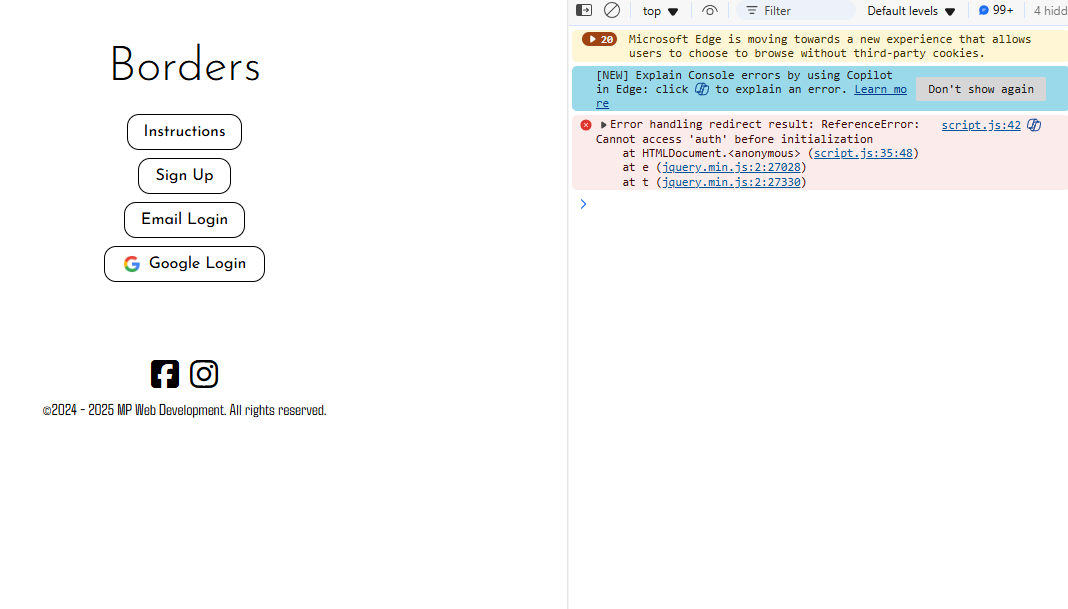 Borders
Instructions
Sign Up
Email Login
Google Login
©2024 - 2025 MP Web Development. All rights reserved.
top
Filter
Default levels
99+
4 hidd
20
Microsoft Edge is moving towards a new experience that allows
users to choose to browse without third-party cookies.
[NEW] Explain Console errors by using Copilot
in Edge: click to explain an error. Learn mo
re
Don't show again
Error handling redirect result: ReferenceError: script.js:42
Cannot access 'auth' before initialization
at HTMLDocument.<anonymous> (script.js:35:48)
at e (jquery.min.js:2:27028)
at t (jquery.min.js:2:27330)